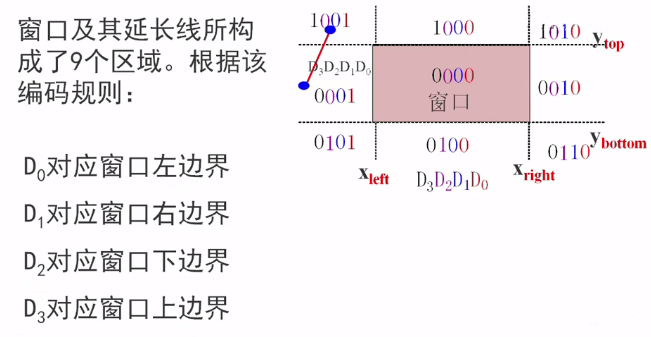 窗口及其延长线所构
成了9个区域。根据该
编码规则：
D0对应窗口左边界
D1对应窗口右边界
D2对应窗口下边界
D3对应窗口上边界
1001 1000 1010 ytop
D3D2D1D0
0001 0000 0010
窗口
0101 0100 0110 ybottom
xleft D3D2D1D0 xright